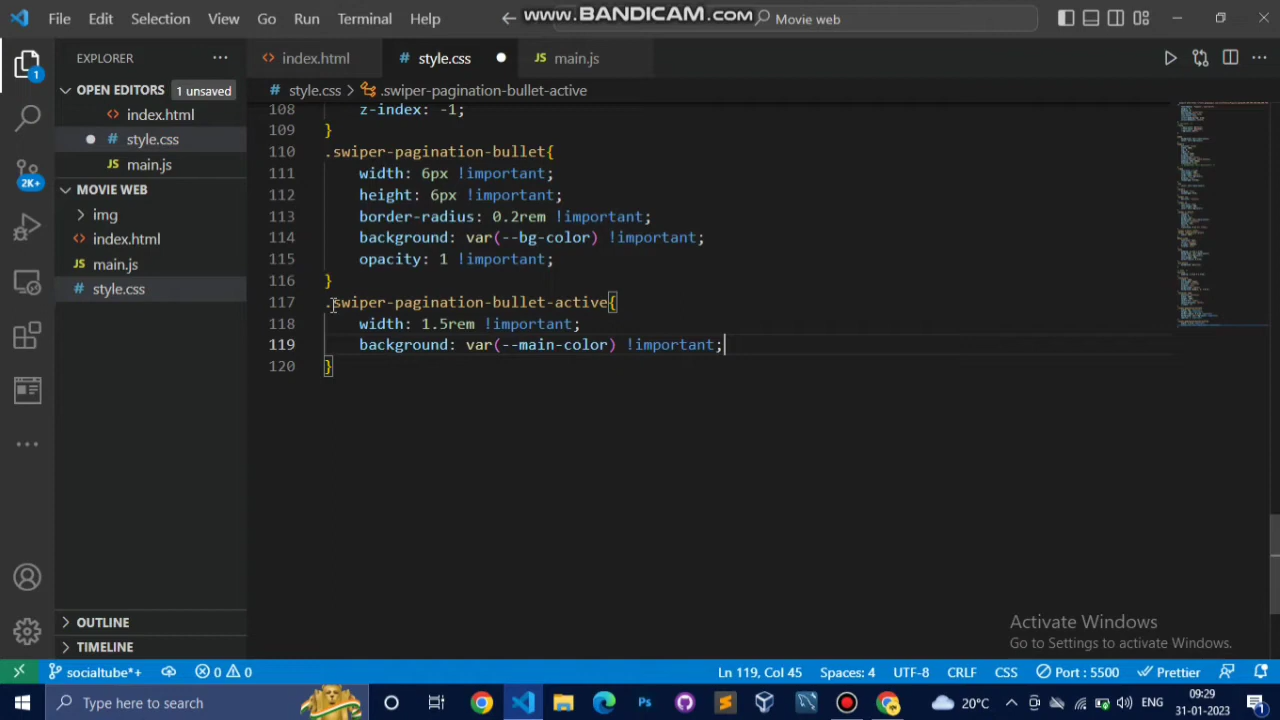 File Edit Selection View Go Run Terminal Help
www.BANDICAM.com
Movie web
EXPLORER
index.html
style.css
main.js
OPEN EDITORS 1 unsaved
index.html
style.css
main.js
MOVIE WEB
img
index.html
main.js
style.css
OUTLINE
TIMELINE
1
2K+
style.css > .swiper-pagination-bullet-active
108 z-index: -1;
109 }
110 .swiper-pagination-bullet{
111 width: 6px !important;
112 height: 6px !important;
113 border-radius: 0.2rem !important;
114 background: var(--bg-color) !important;
115 opacity: 1 !important;
116 }
117 .swiper-pagination-bullet-active{
118 width: 1.5rem !important;
119 background: var(--main-color) !important;
120 }
Activate Windows
Go to Settings to activate Windows.
socialtube*+ 0 0 Ln 119, Col 45 Spaces: 4 UTF-8 CRLF CSS Port : 5500 Prettier
Type here to search
Ps
20°C
ENG
09:29
31-01-2023
1